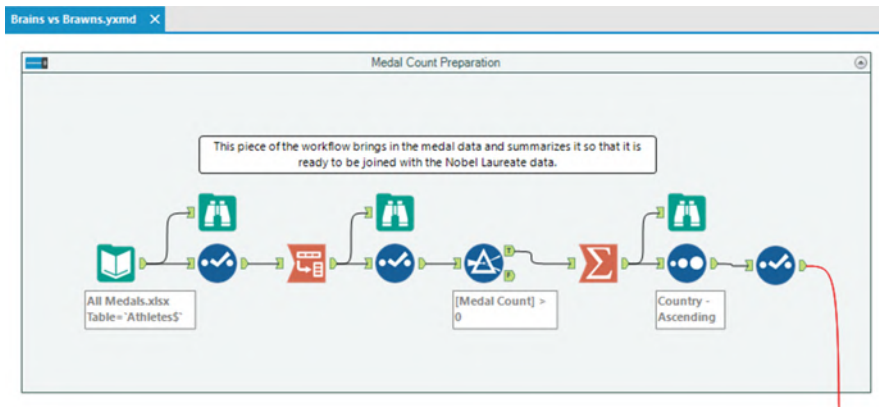 Brains vs Brawns.yxmd X
Medal Count Preparation
This piece of the workflow brings in the medal data and summarizes it so that it is
ready to be joined with the Nobel Laureate data.
T
F
All Medals.xlsx
Table=`Athletes$`
[Medal Count] >
0
Country -
Ascending